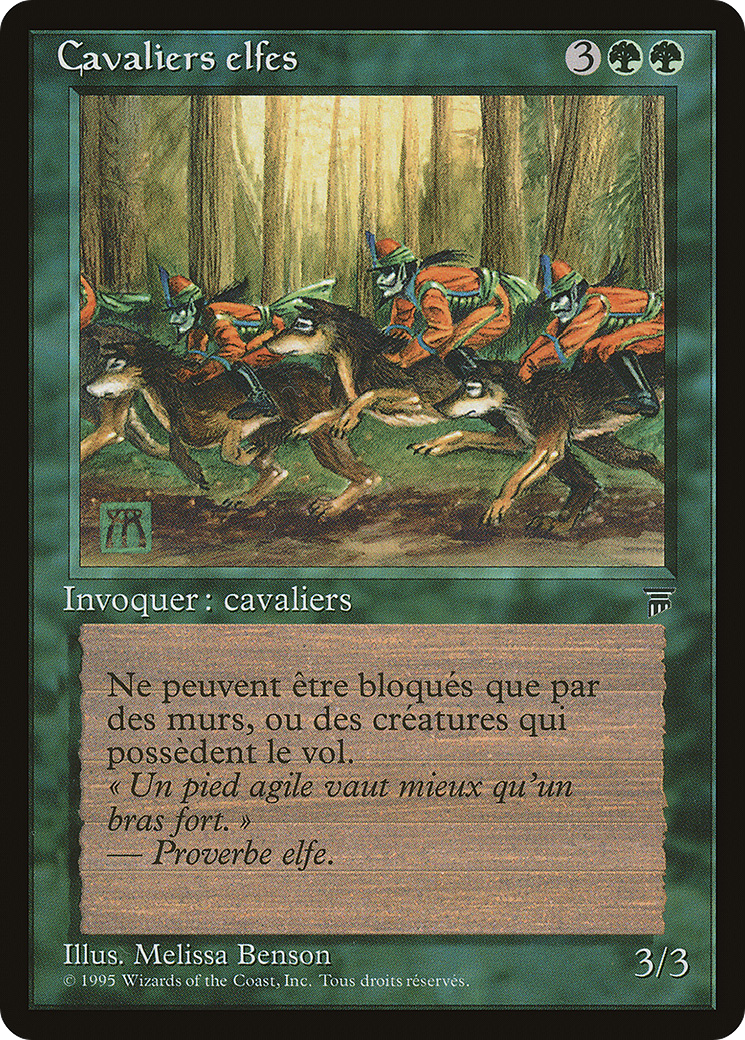 Cavaliers elfes
3
Invoquer : cavaliers
Ne peuvent être bloqués que par
des murs, ou des créatures qui
possèdent le vol.
« Un pied agile vaut mieux qu'un
bras fort. »
— Proverbe elfe.
Illus. Melissa Benson
3/3
© 1995 Wizards of the Coast, Inc. Tous droits réservés.